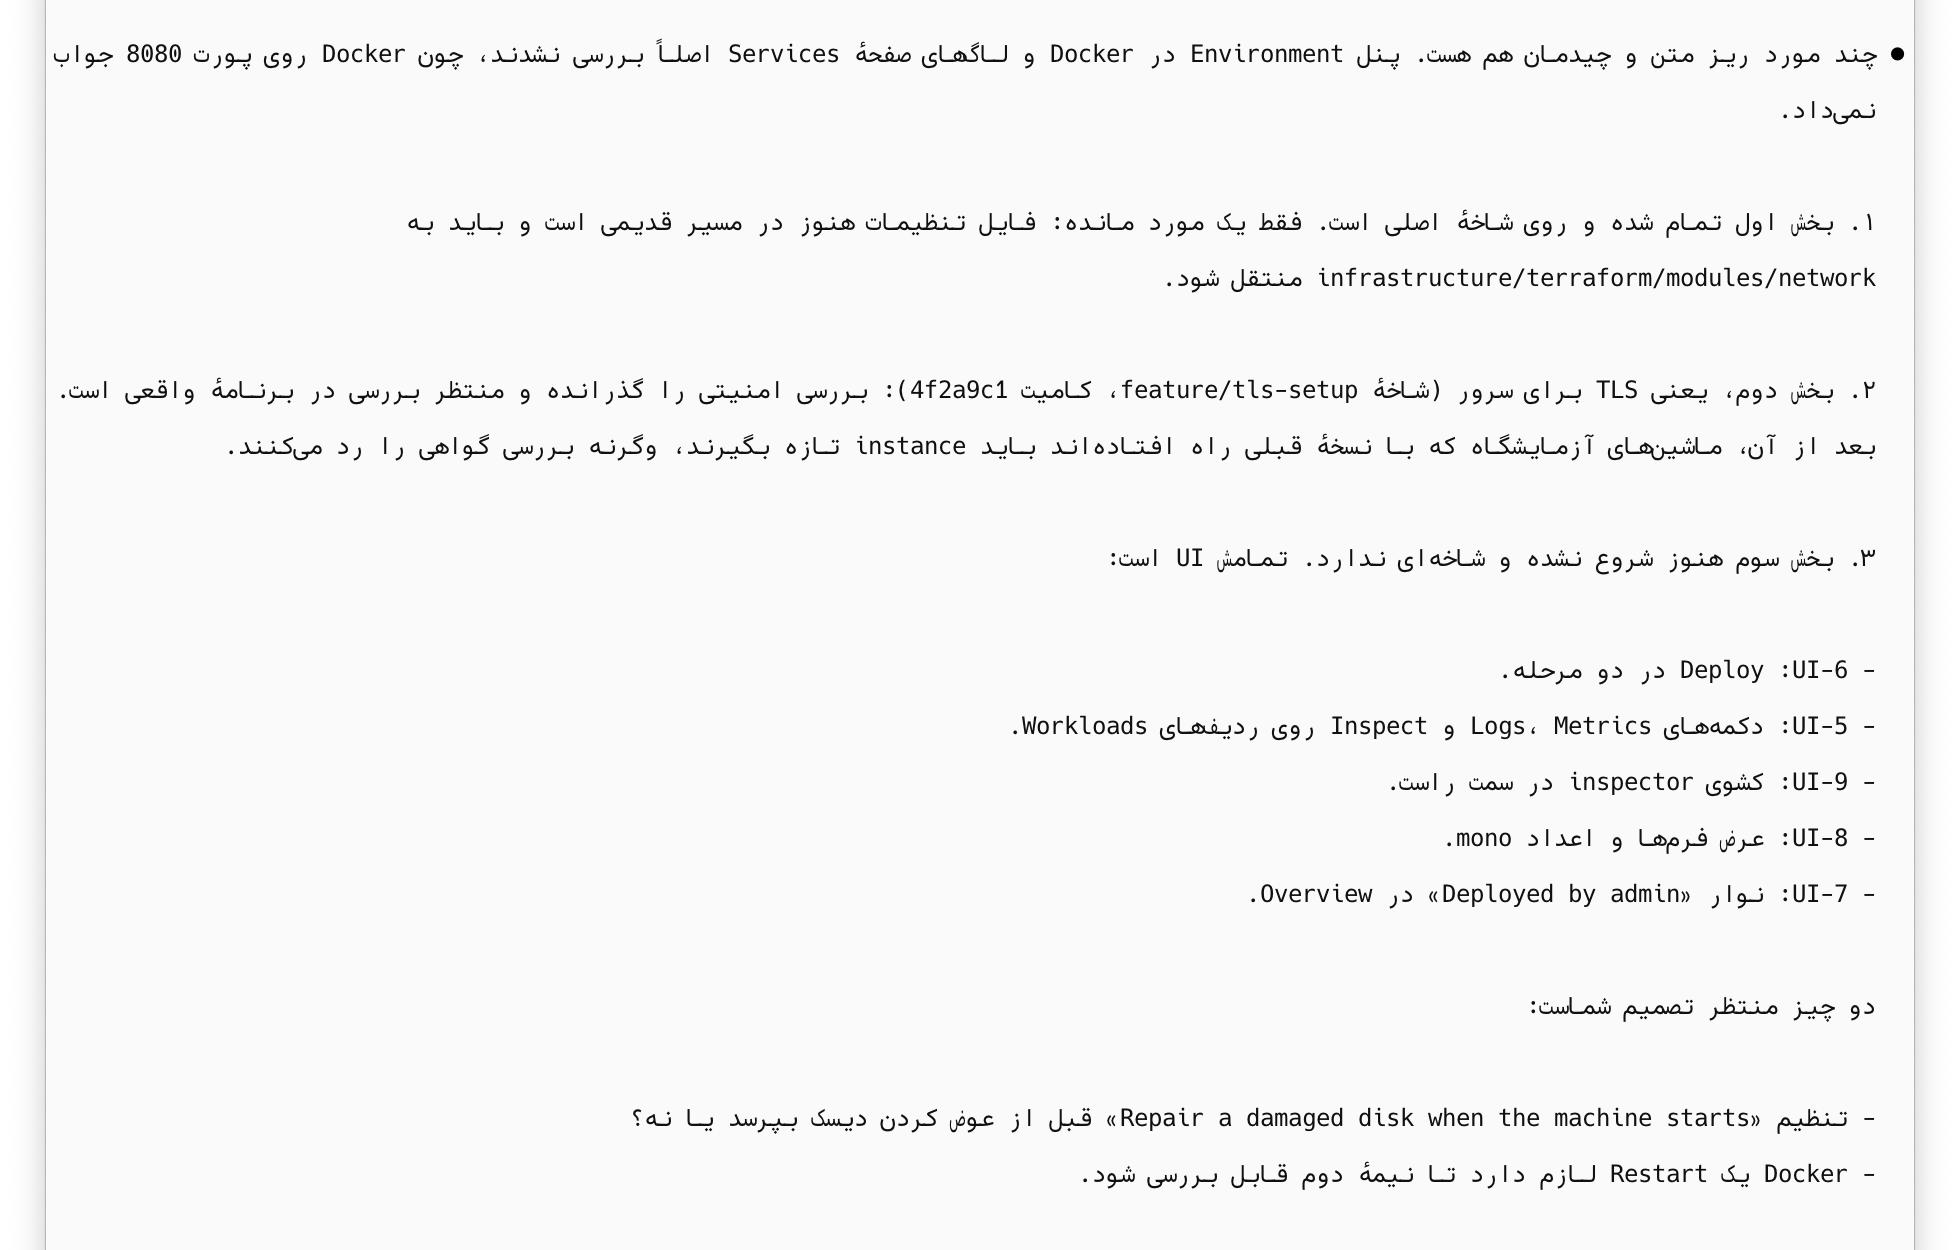 ● چند مورد ریز متن و چیدمان هم هست. پنل Environment در Docker و لاگهای صفحهٔ Services اصلاً بررسی نشدند، چون Docker روی پورت 8080 جواب
نمی‌داد.
۱. بخش اول تمام شده و روی شاخهٔ اصلی است. فقط یک مورد مانده: فایل تنظیمات هنوز در مسیر قدیمی است و باید به
infrastructure/terraform/modules/network منتقل شود.
۲. بخش دوم، یعنی TLS برای سرور (شاخهٔ feature/tls-setup، کامیت 4f2a9c1): بررسی امنیتی را گذرانده و منتظر بررسی در برنامهٔ واقعی است.
بعد از آن، ماشین‌های آزمایشگاه که با نسخهٔ قبلی راه افتاده‌اند باید instance تازه بگیرند، وگرنه بررسی گواهی را رد می‌کنند.
۳. بخش سوم هنوز شروع نشده و شاخه‌ای ندارد. تمامش UI است:
- UI-6: Deploy در دو مرحله.
- UI-5: دکمه‌های Logs، Metrics و Inspect روی ردیف‌های Workloads.
- UI-9: کشوی inspector در سمت راست.
- UI-8: عرض فرم‌ها و اعداد mono.
- UI-7: نوار «Deployed by admin» در Overview.
دو چیز منتظر تصمیم شماست:
- تنظیم «Repair a damaged disk when the machine starts» قبل از عوض کردن دیسک بپرسد یا نه؟
- Docker یک Restart لازم دارد تا نیمهٔ دوم قابل بررسی شود.